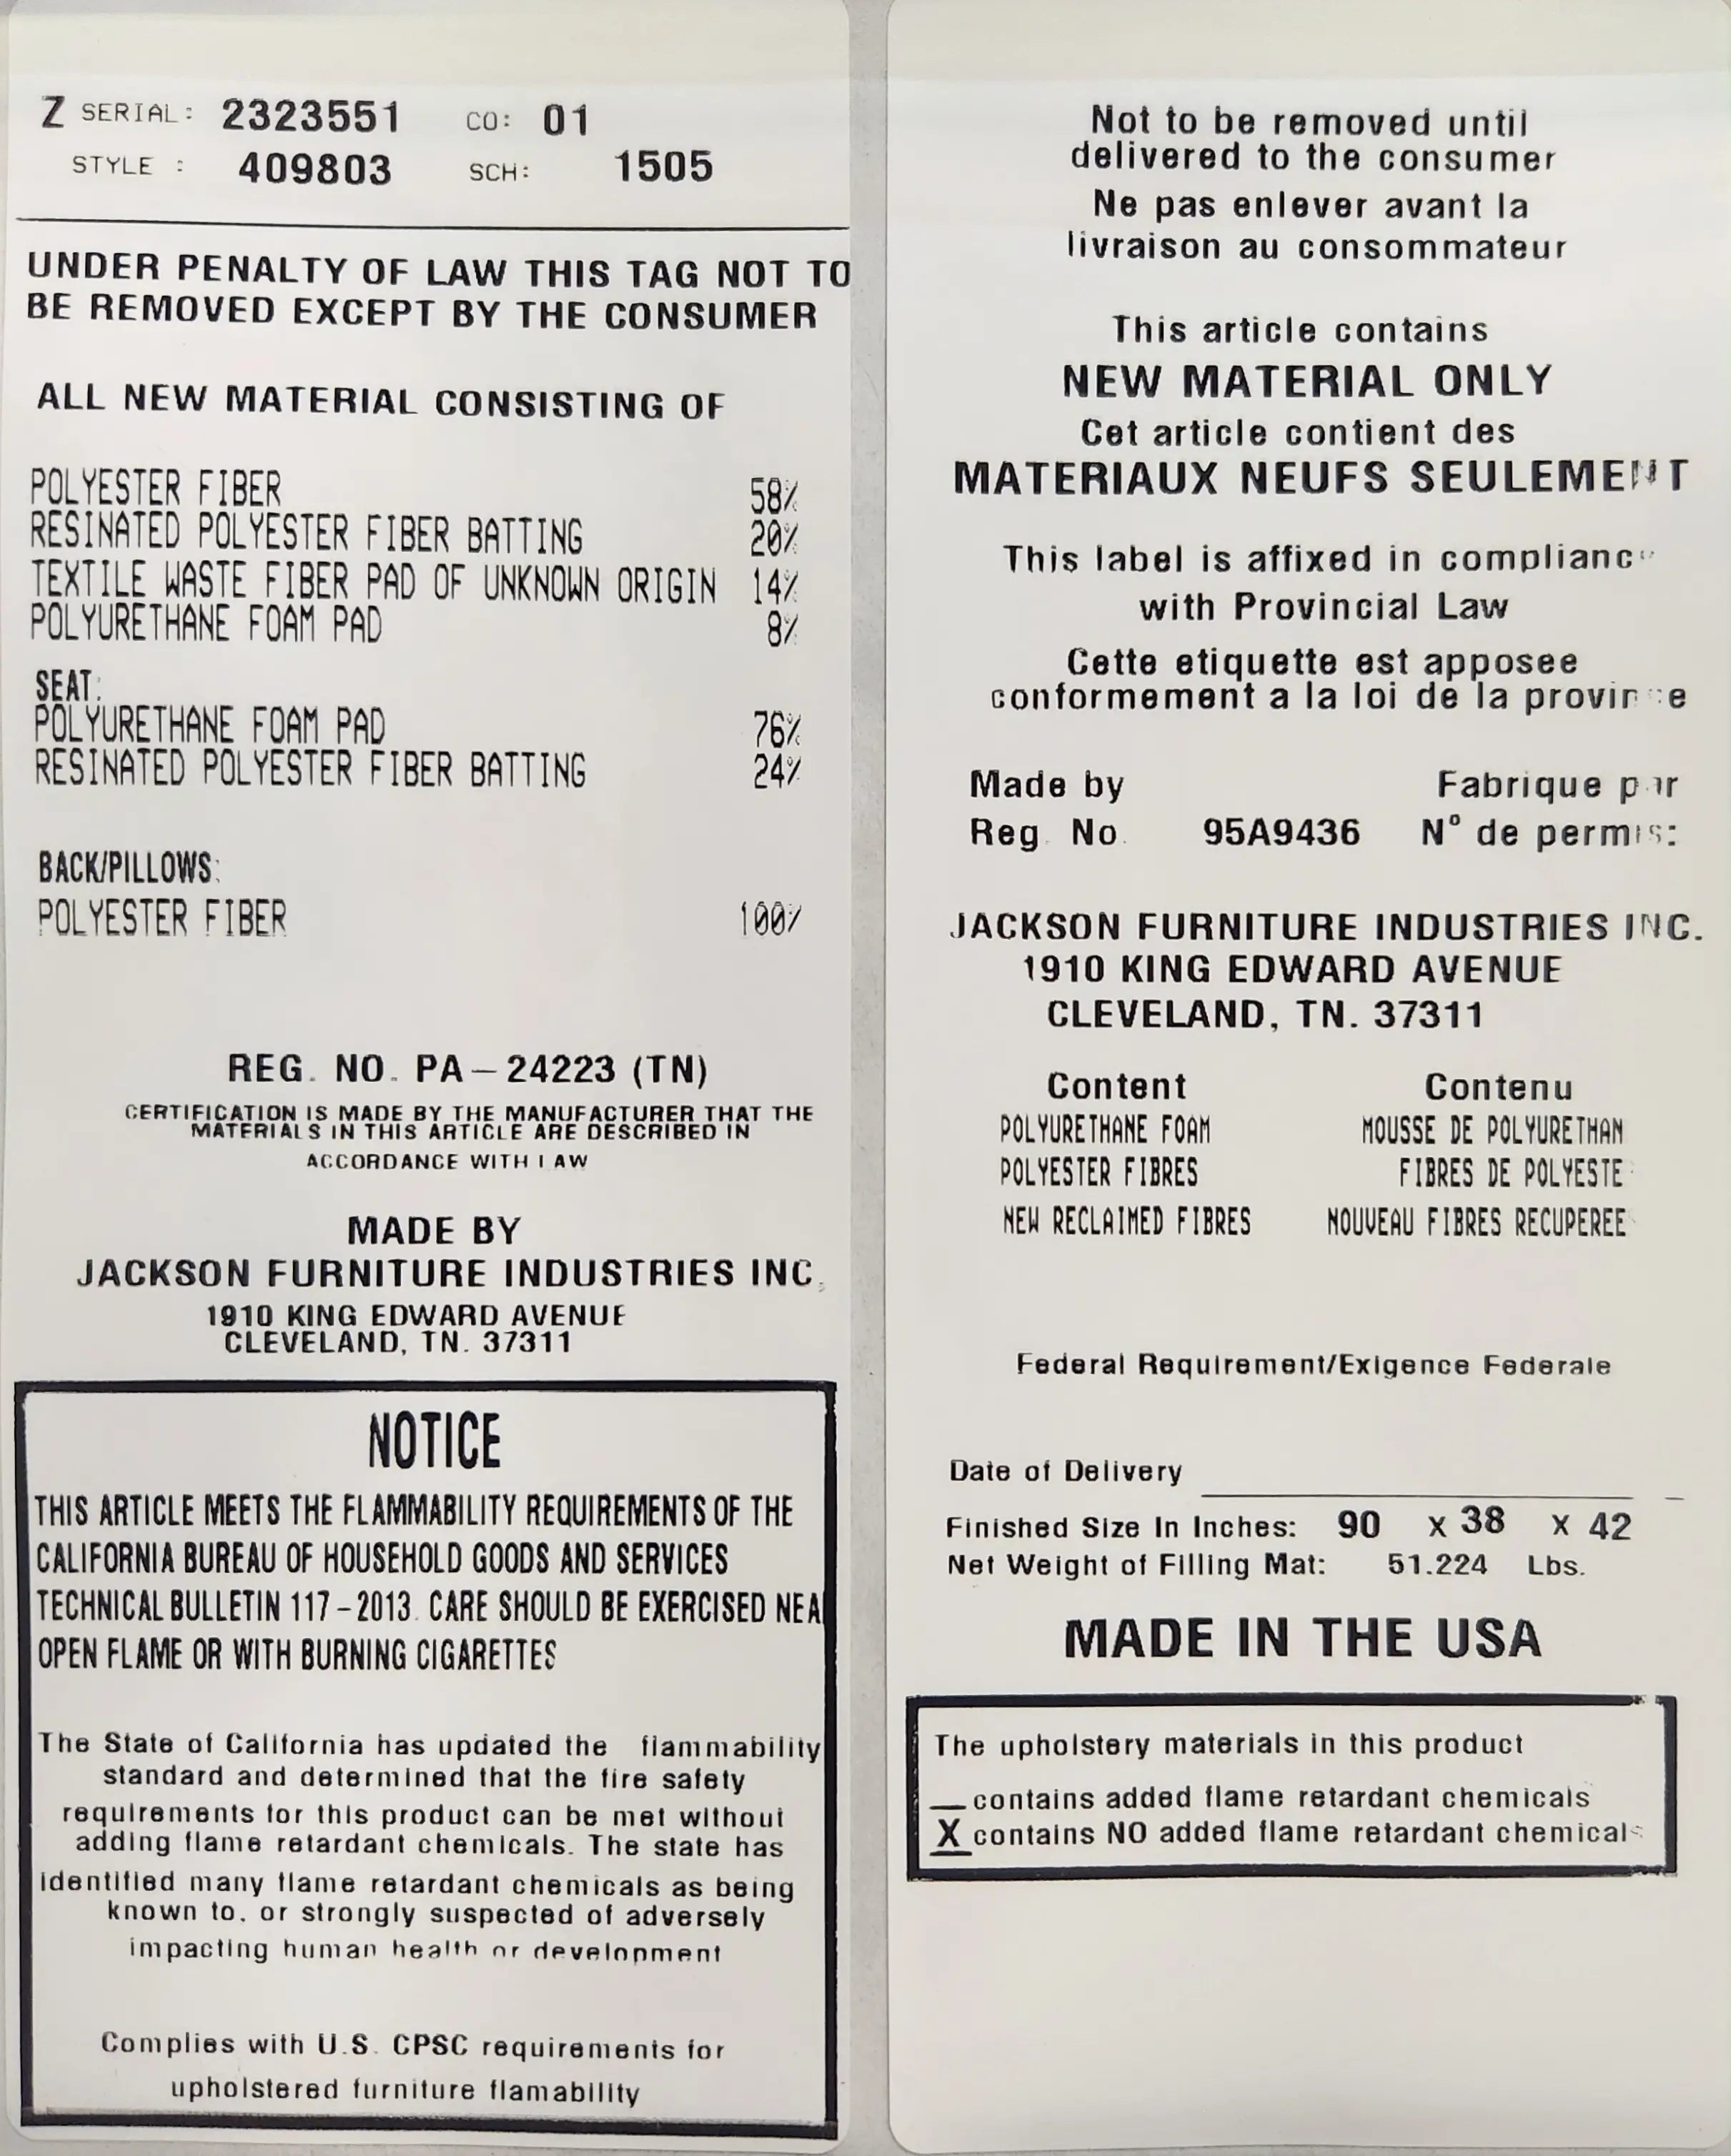 Z SERIAL: 2323551 CO: 01
STYLE : 409803 SCH: 1505
UNDER PENALTY OF LAW THIS TAG NOT TO
BE REMOVED EXCEPT BY THE CONSUMER
ALL NEW MATERIAL CONSISTING OF
POLYESTER FIBER 58%
RESINATED POLYESTER FIBER BATTING 20%
TEXTILE WASTE FIBER PAD OF UNKNOWN ORIGIN 14%
POLYURETHANE FOAM PAD 8%
SEAT:
POLYURETHANE FOAM PAD 76%
RESINATED POLYESTER FIBER BATTING 24%
BACK/PILLOWS:
POLYESTER FIBER 100%
REG. NO. PA-24223 (TN)
CERTIFICATION IS MADE BY THE MANUFACTURER THAT THE
MATERIALS IN THIS ARTICLE ARE DESCRIBED IN
ACCORDANCE WITH LAW
MADE BY
JACKSON FURNITURE INDUSTRIES INC.
1910 KING EDWARD AVENUE
CLEVELAND, TN. 37311
NOTICE
THIS ARTICLE MEETS THE FLAMMABILITY REQUIREMENTS OF THE
CALIFORNIA BUREAU OF HOUSEHOLD GOODS AND SERVICES
TECHNICAL BULLETIN 117-2013. CARE SHOULD BE EXERCISED NEA
OPEN FLAME OR WITH BURNING CIGARETTES
The State of California has updated the flammability
standard and determined that the fire safety
requirements for this product can be met without
adding flame retardant chemicals. The state has
identified many flame retardant chemicals as being
known to, or strongly suspected of adversely
impacting human health or development
Complies with U.S. CPSC requirements for
upholstered furniture flamability
Not to be removed until
delivered to the consumer
Ne pas enlever avant la
livraison au consommateur
This article contains
NEW MATERIAL ONLY
Cet article contient des
MATERIAUX NEUFS SEULEMENT
This label is affixed in compliance
with Provincial Law
Cette etiquette est apposee
conformement a la loi de la province
Made by Fabrique par
Reg. No. 95A9436 N° de permis:
JACKSON FURNITURE INDUSTRIES INC.
1910 KING EDWARD AVENUE
CLEVELAND, TN. 37311
Content Contenu
POLYURETHANE FOAM MOUSSE DE POLYURETHAN
POLYESTER FIBRES FIBRES DE POLYESTE
NEW RECLAIMED FIBRES NOUVEAU FIBRES RECUPEREE
Federal Requirement/Exigence Federale
Date of Delivery
Finished Size In Inches: 90 x 38 x 42
Net Weight of Filling Mat: 51.224 Lbs.
MADE IN THE USA
The upholstery materials in this product
__ contains added flame retardant chemicals
X contains NO added flame retardant chemicals